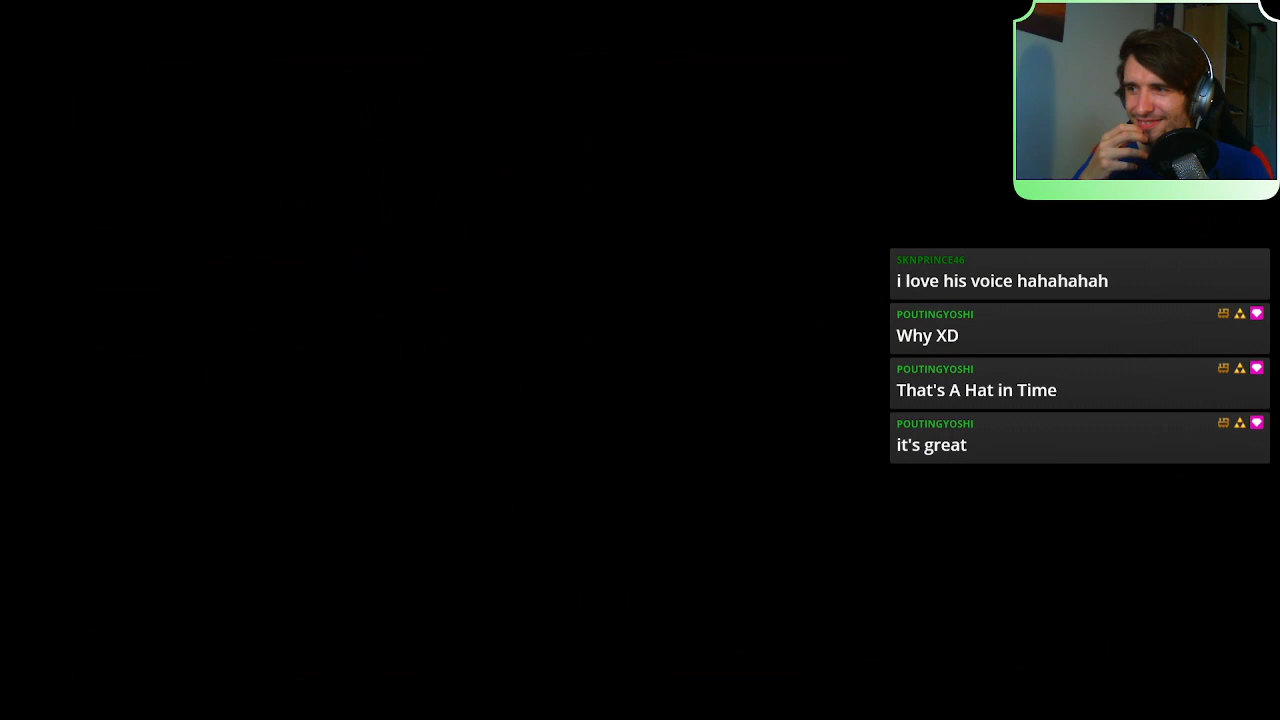 SKNPRINCE46
i love his voice hahahahah
POUTINGYOSHI
Why XD
POUTINGYOSHI
That's A Hat in Time
POUTINGYOSHI
it's great